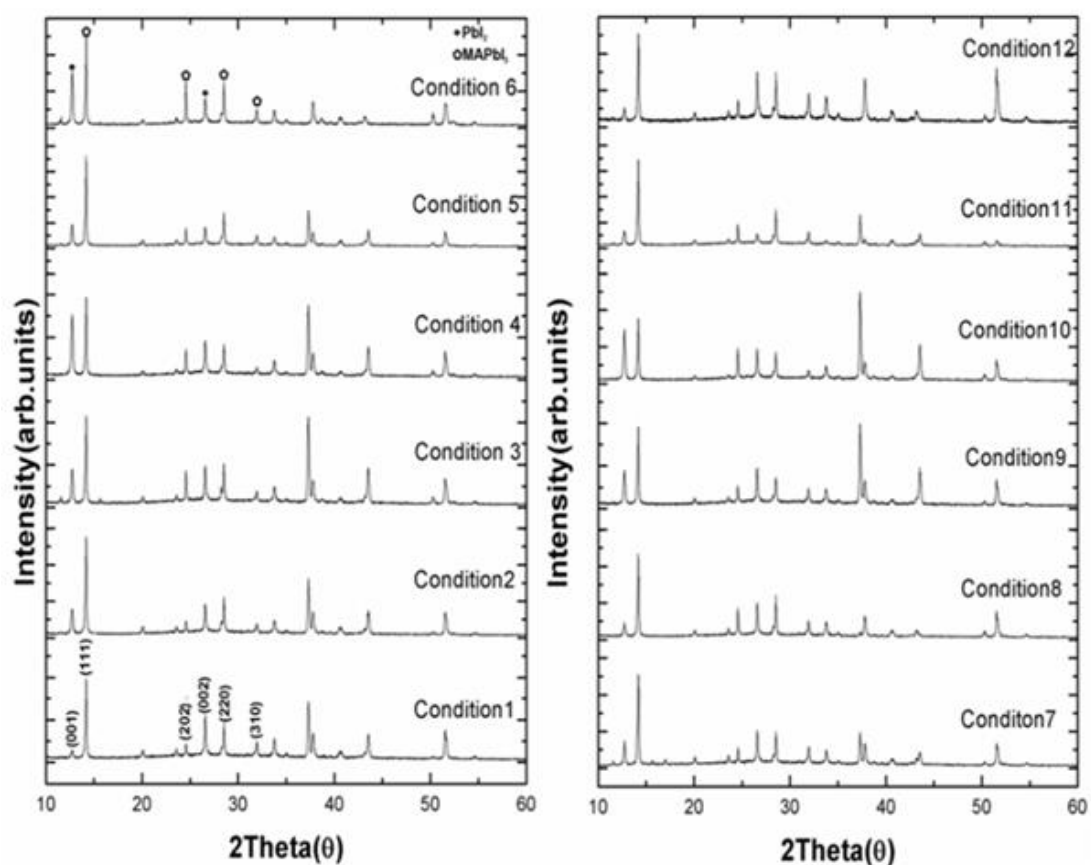 •PbI₂
OMAPbI₃
Condition 6
Condition 5
Condition 4
Condition 3
Condition2
Condition1
(001)
(111)
(202)
(002)
(220)
(310)
Intensity(arb.units)
10 20 30 40 50 60
2Theta(θ)
Condition12
Condition11
Condition10
Condition9
Condition8
Conditon7
Intensity(arb.units)
10 20 30 40 50 60
2Theta(θ)